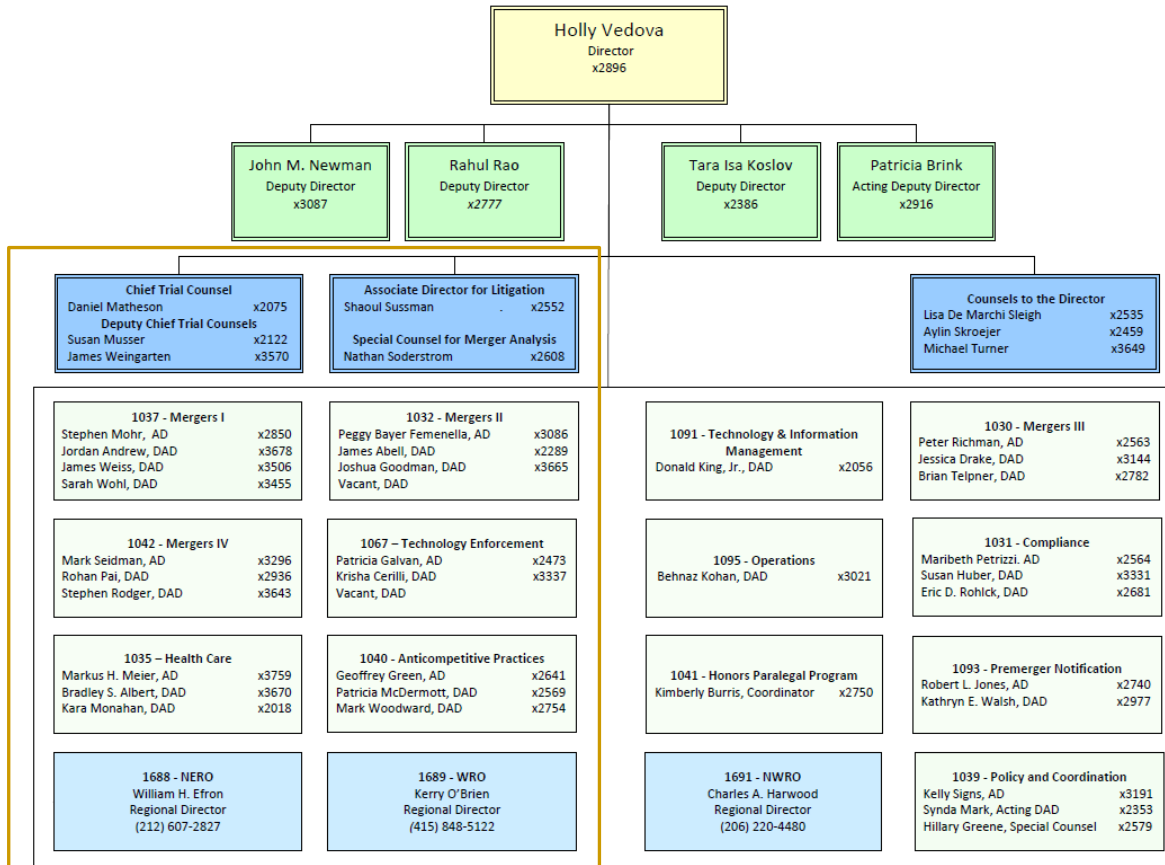 Holly Vedova
Director
x2896
John M. Newman
Deputy Director
x3087
Rahul Rao
Deputy Director
x2777
Tara Isa Koslov
Deputy Director
x2386
Patricia Brink
Acting Deputy Director
x2916
Chief Trial Counsel
Daniel Matheson x2075
Deputy Chief Trial Counsels
Susan Musser x2122
James Weingarten x3570
Associate Director for Litigation
Shaoul Sussman . x2552
Special Counsel for Merger Analysis
Nathan Soderstrom x2608
Counsels to the Director
Lisa De Marchi Sleigh x2535
Aylin Skroejer x2459
Michael Turner x3649
1037 - Mergers I
Stephen Mohr, AD x2850
Jordan Andrew, DAD x3678
James Weiss, DAD x3506
Sarah Wohl, DAD x3455
1032 - Mergers II
Peggy Bayer Femenella, AD x3086
James Abell, DAD x2289
Joshua Goodman, DAD x3665
Vacant, DAD
1091 - Technology & Information
Management
Donald King, Jr., DAD x2056
1030 - Mergers III
Peter Richman, AD x2563
Jessica Drake, DAD x3144
Brian Telpner, DAD x2782
1042 - Mergers IV
Mark Seidman, AD x3296
Rohan Pai, DAD x2936
Stephen Rodger, DAD x3643
1067 – Technology Enforcement
Patricia Galvan, AD x2473
Krisha Cerilli, DAD x3337
Vacant, DAD
1095 - Operations
Behnaz Kohan, DAD x3021
1031 - Compliance
Maribeth Petrizzi. AD x2564
Susan Huber, DAD x3331
Eric D. Rohlck, DAD x2681
1035 – Health Care
Markus H. Meier, AD x3759
Bradley S. Albert, DAD x3670
Kara Monahan, DAD x2018
1040 - Anticompetitive Practices
Geoffrey Green, AD x2641
Patricia McDermott, DAD x2569
Mark Woodward, DAD x2754
1041 - Honors Paralegal Program
Kimberly Burris, Coordinator x2750
1093 - Premerger Notification
Robert L. Jones, AD x2740
Kathryn E. Walsh, DAD x2977
1688 - NERO
William H. Efron
Regional Director
(212) 607-2827
1689 - WRO
Kerry O'Brien
Regional Director
(415) 848-5122
1691 - NWRO
Charles A. Harwood
Regional Director
(206) 220-4480
1039 - Policy and Coordination
Kelly Signs, AD x3191
Synda Mark, Acting DAD x2353
Hillary Greene, Special Counsel x2579